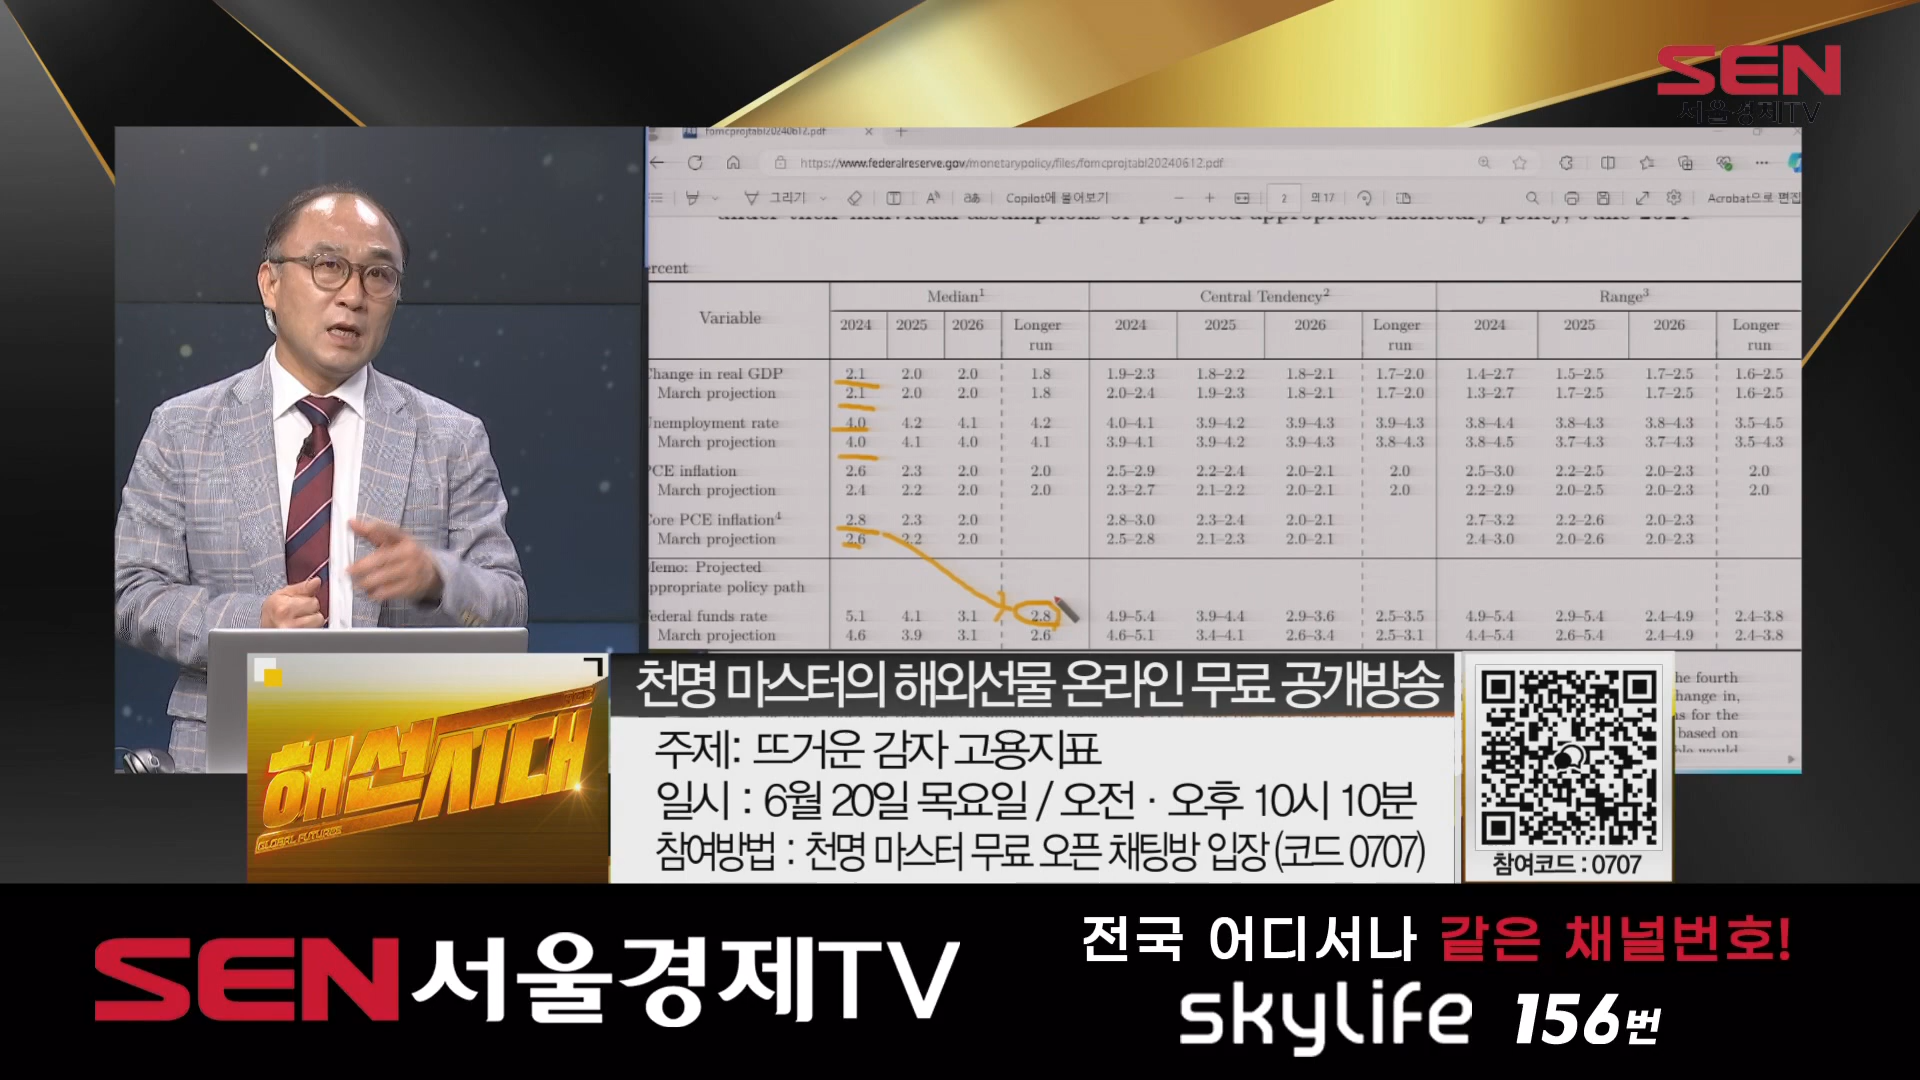 SEN
서울경제TV
fomcprojtabl20240612.pdf
https://www.federalreserve.gov/monetarypolicy/files/fomcprojtabl20240612.pdf
그리기 Copilot에 물어보기 2 의 17 Acrobat으로 편집
under their individual assumptions of projected appropriate monetary policy, June 2024
ercent
Variable Median1 Central Tendency2 Range3
2024 2025 2026 Longer run 2024 2025 2026 Longer run 2024 2025 2026 Longer run
Change in real GDP 2.1 2.0 2.0 1.8 1.9–2.3 1.8–2.2 1.8–2.1 1.7–2.0 1.4–2.7 1.5–2.5 1.7–2.5 1.6–2.5
March projection 2.1 2.0 2.0 1.8 2.0–2.4 1.9–2.3 1.8–2.1 1.7–2.0 1.3–2.7 1.7–2.5 1.7–2.5 1.6–2.5
Unemployment rate 4.0 4.2 4.1 4.2 4.0–4.1 3.9–4.2 3.9–4.3 3.9–4.3 3.8–4.4 3.8–4.3 3.8–4.3 3.5–4.5
March projection 4.0 4.1 4.0 4.1 3.9–4.1 3.9–4.2 3.9–4.3 3.8–4.3 3.8–4.5 3.7–4.3 3.7–4.3 3.5–4.3
PCE inflation 2.6 2.3 2.0 2.0 2.5–2.9 2.2–2.4 2.0–2.1 2.0 2.5–3.0 2.2–2.5 2.0–2.3 2.0
March projection 2.4 2.2 2.0 2.0 2.3–2.7 2.1–2.2 2.0–2.1 2.0 2.2–2.9 2.0–2.5 2.0–2.3 2.0
Core PCE inflation4 2.8 2.3 2.0 2.8–3.0 2.3–2.4 2.0–2.1 2.7–3.2 2.2–2.6 2.0–2.3
March projection 2.6 2.2 2.0 2.5–2.8 2.1–2.3 2.0–2.1 2.4–3.0 2.0–2.6 2.0–2.3
Memo: Projected
appropriate policy path
Federal funds rate 5.1 4.1 3.1 2.8 4.9–5.4 3.9–4.4 2.9–3.6 2.5–3.5 4.9–5.4 2.9–5.4 2.4–4.9 2.4–3.8
March projection 4.6 3.9 3.1 2.6 4.6–5.1 3.4–4.1 2.6–3.4 2.5–3.1 4.4–5.4 2.6–5.4 2.4–4.9 2.4–3.8
he fourth
hange in,
ns for the
based on
ble would
해선시대
GLOBAL FUTURES
천명 마스터의 해외선물 온라인 무료 공개방송
주제: 뜨거운 감자 고용지표
일시 : 6월 20일 목요일 / 오전 · 오후 10시 10분
참여방법 : 천명 마스터 무료 오픈 채팅방 입장 (코드 0707)
참여코드 : 0707
SEN 서울경제TV
전국 어디서나 같은 채널번호!
skylife 156번